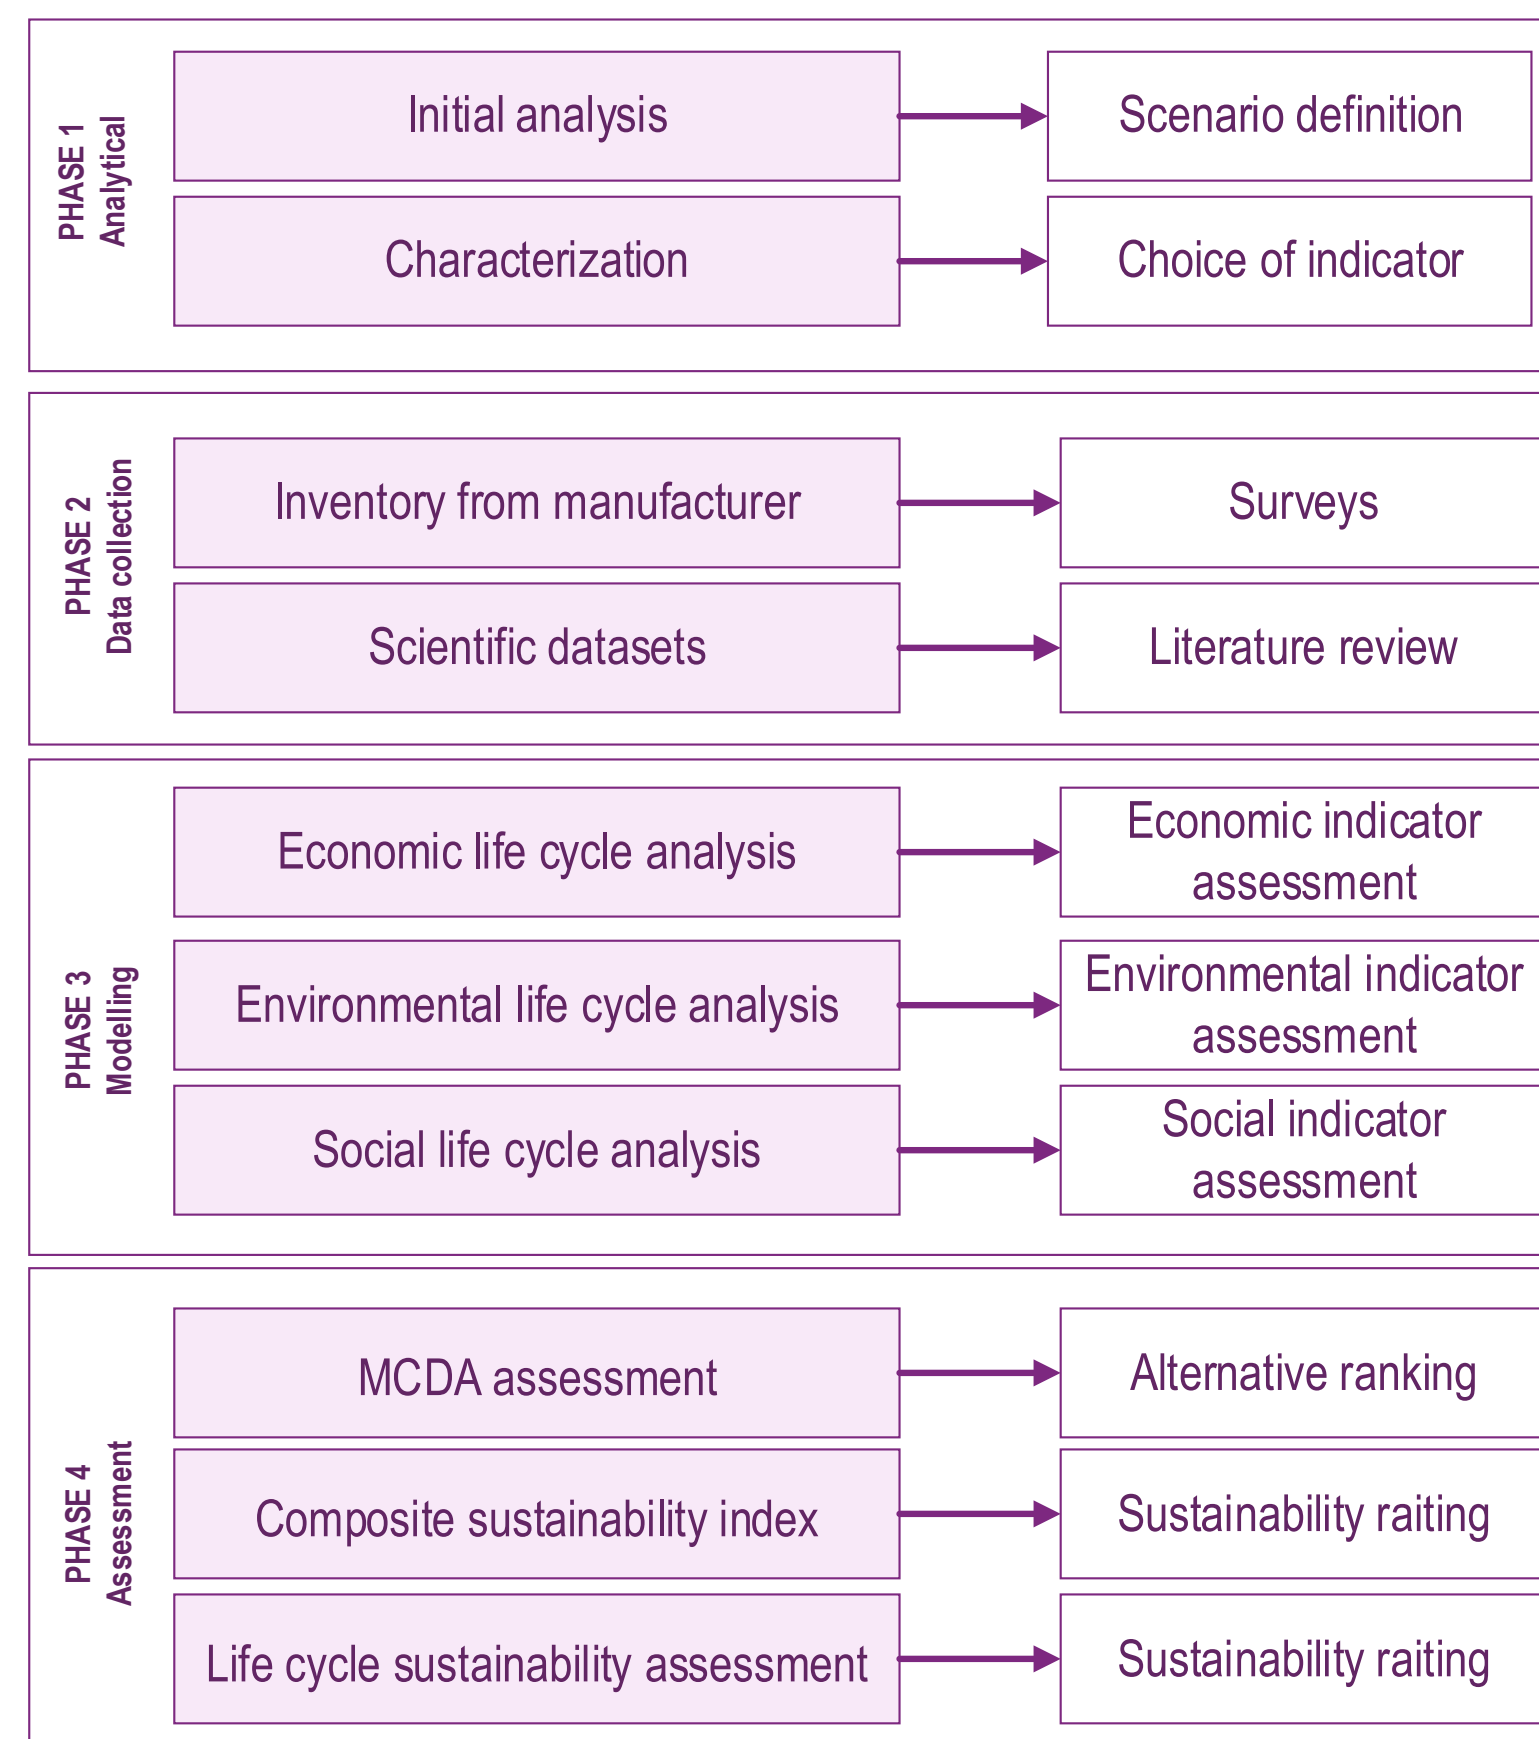 PHASE 1
Analytical
Initial analysis
Scenario definition
Characterization
Choice of indicator
PHASE 2
Data collection
Inventory from manufacturer
Surveys
Scientific datasets
Literature review
PHASE 3
Modelling
Economic life cycle analysis
Economic indicator
assessment
Environmental life cycle analysis
Environmental indicator
assessment
Social life cycle analysis
Social indicator
assessment
PHASE 4
Assessment
MCDA assessment
Alternative ranking
Composite sustainability index
Sustainability raiting
Life cycle sustainability assessment
Sustainability raiting